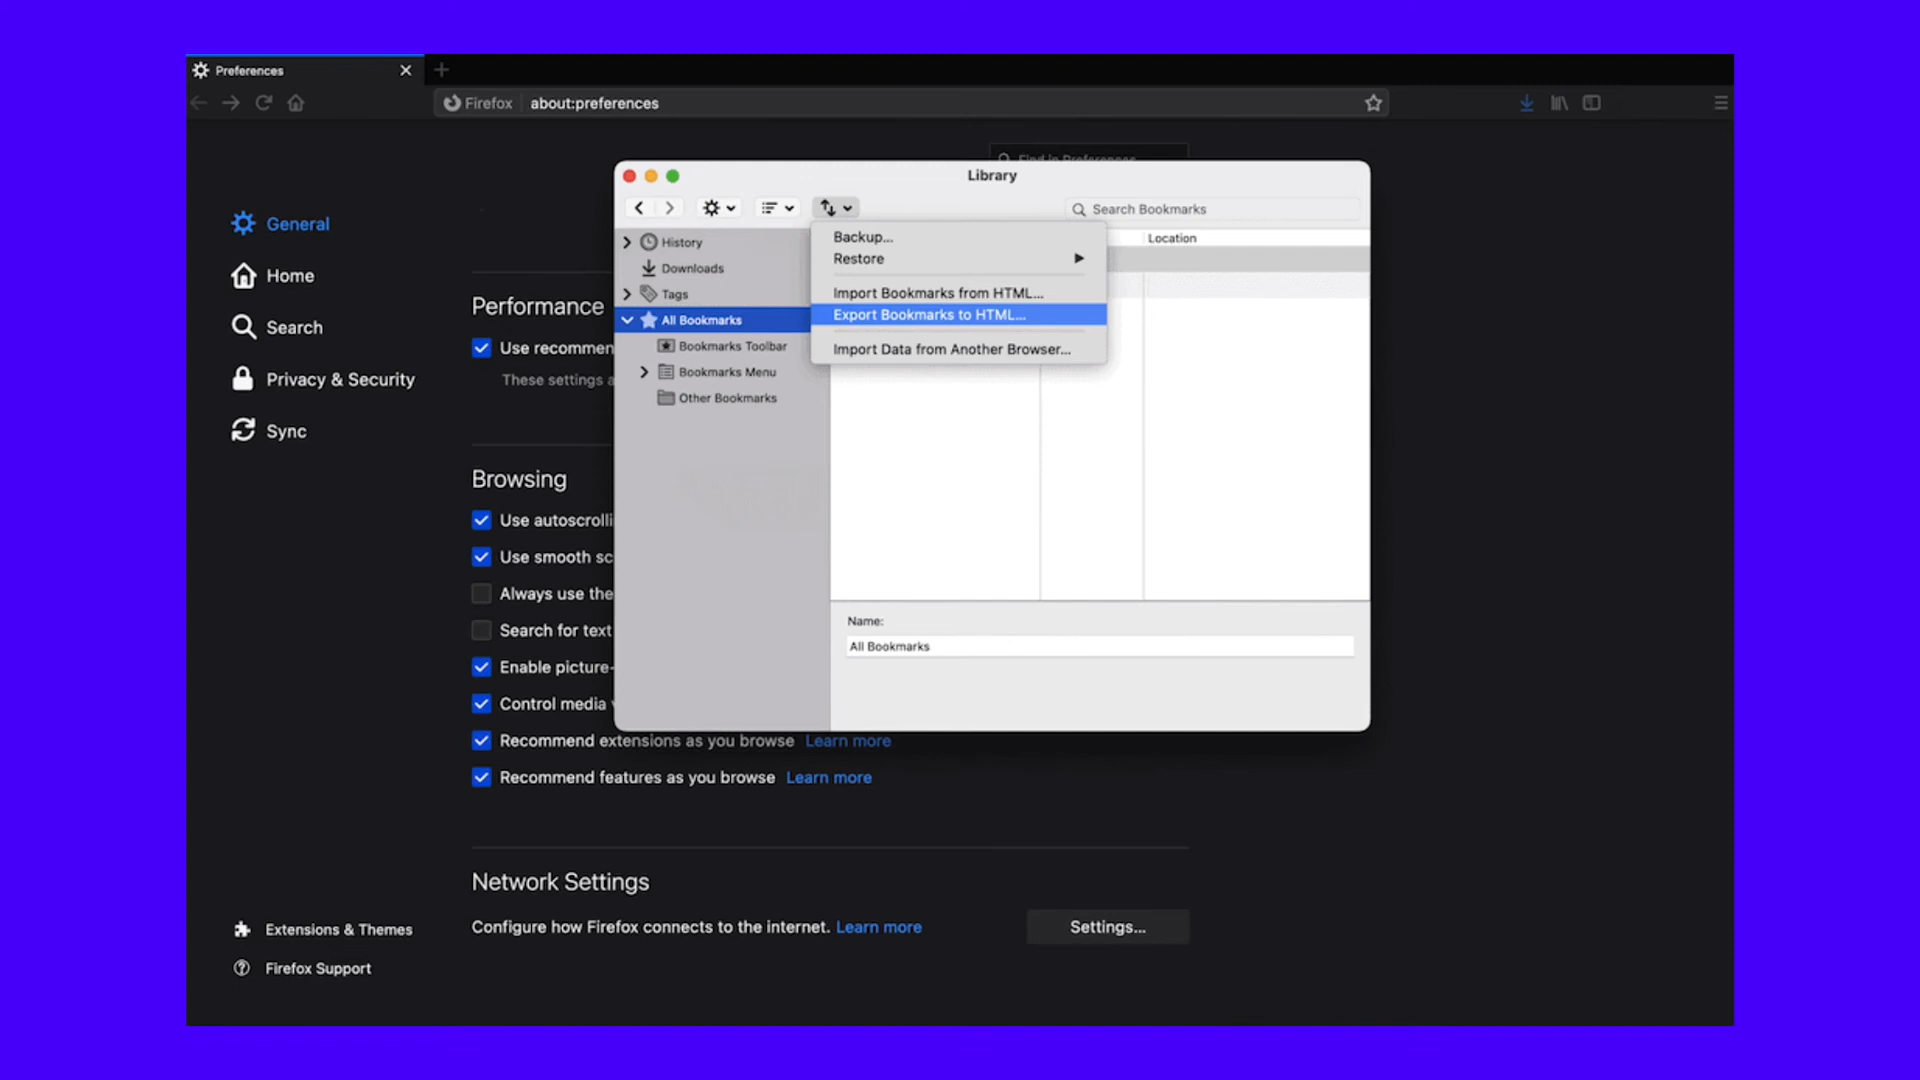 Preferences
Firefox about:preferences
Find in Preferences
Library
Search Bookmarks
General
Home
Search
Privacy & Security
Sync
Extensions & Themes
Firefox Support
History
Downloads
Tags
All Bookmarks
Bookmarks Toolbar
Bookmarks Menu
Other Bookmarks
Backup...
Restore
Import Bookmarks from HTML...
Export Bookmarks to HTML...
Import Data from Another Browser...
Location
Name:
All Bookmarks
Performance
Use recommen
These settings a
Browsing
Use autoscrolli
Use smooth sc
Always use the
Search for text
Enable picture-
Control media
Recommend extensions as you browse Learn more
Recommend features as you browse Learn more
Network Settings
Configure how Firefox connects to the internet. Learn more
Settings...